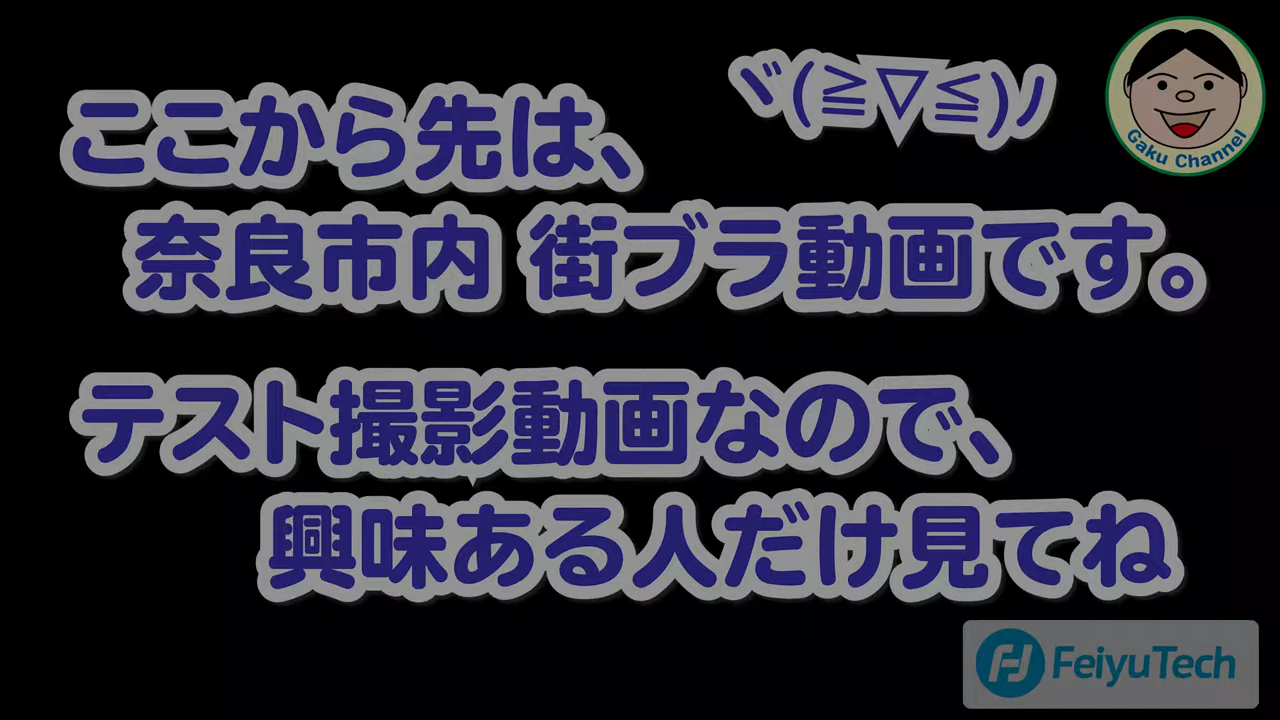 ここから先は、
ヾ(≧▽≦)ﾉ
Gaku Channel
奈良市内 街ブラ動画です。
テスト撮影動画なので、
興味ある人だけ見てね
FeiyuTech